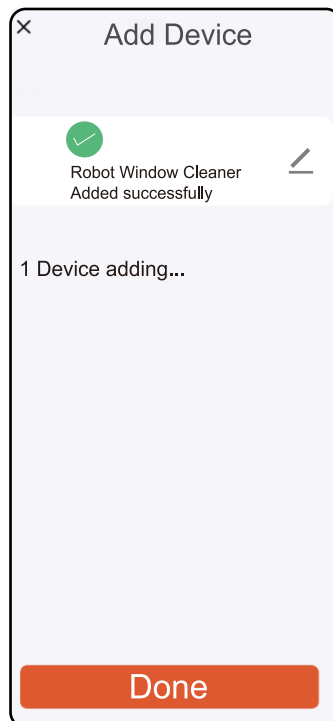 Add Device
Robot Window Cleaner
Added successfully
1 Device adding...
Done